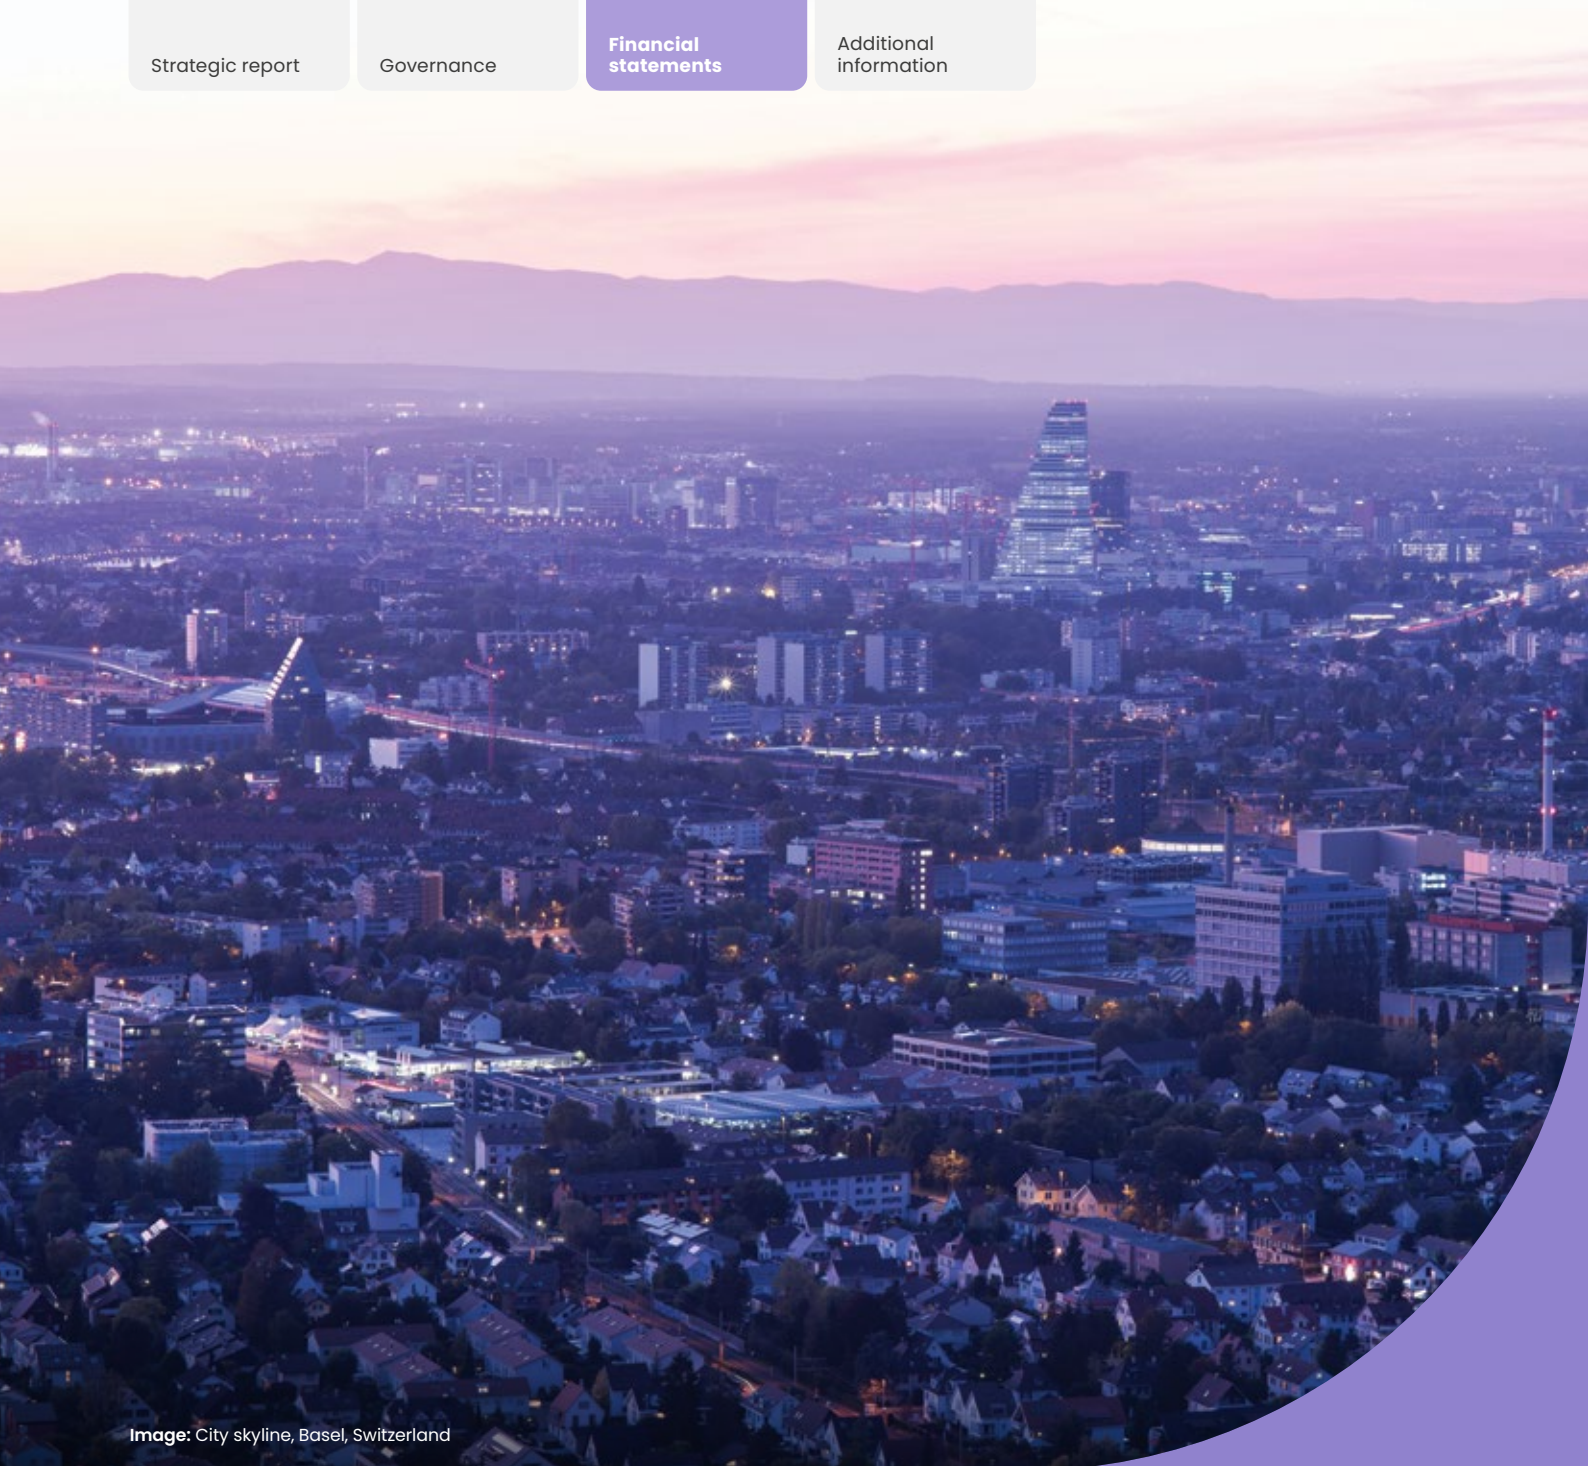 Strategic report
Governance
Financial
statements
Additional
information
Image: City skyline, Basel, Switzerland